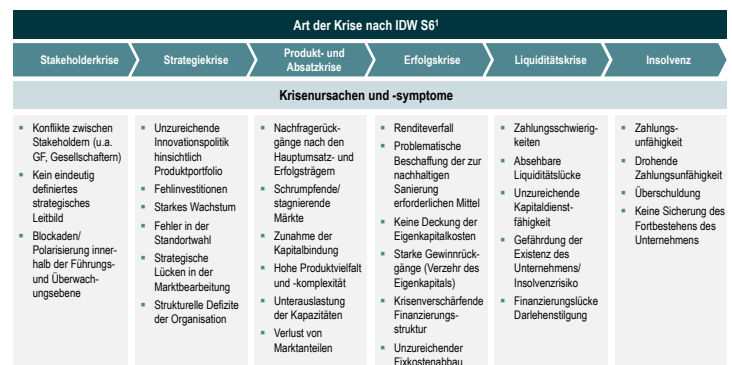 Art der Krise nach IDW S6¹
Stakeholderkrise
Strategiekrise
Produkt- und
Absatzkrise
Erfolgskrise
Liquiditätskrise
Insolvenz
Krisenursachen und -symptome
▪ Konflikte zwischen
Stakeholdern (u.a.
GF, Gesellschaftern)
▪ Kein eindeutig
definiertes
strategisches
Leitbild
▪ Blockaden/
Polarisierung inner-
halb der Führungs-
und Überwach-
ungsebene
▪ Unzureichende
Innovationspolitik
hinsichtlich
Produktportfolio
▪ Fehlinvestitionen
▪ Starkes Wachstum
▪ Fehler in der
Standortwahl
▪ Strategische
Lücken in der
Marktbearbeitung
▪ Strukturelle Defizite
der Organisation
▪ Nachfragerück-
gänge nach den
Hauptumsatz- und
Erfolgsträgern
▪ Schrumpfende/
stagnierende
Märkte
▪ Zunahme der
Kapitalbindung
▪ Hohe Produktvielfalt
und -komplexität
▪ Unterauslastung
der Kapazitäten
▪ Verlust von
Marktanteilen
▪ Renditeverfall
▪ Problematische
Beschaffung der zur
nachhaltigen
Sanierung
erforderlichen Mittel
▪ Keine Deckung der
Eigenkapitalkosten
▪ Starke Gewinnrück-
gänge (Verzehr des
Eigenkapitals)
▪ Krisenverschärfende
Finanzierungs-
struktur
▪ Unzureichender
Fixkostenabbau
▪ Zahlungsschwierig-
keiten
▪ Absehbare
Liquiditätslücke
▪ Unzureichende
Kapitaldienst-
fähigkeit
▪ Gefährdung der
Existenz des
Unternehmens/
Insolvenzrisiko
▪ Finanzierungslücke
Darlehenstilgung
▪ Zahlungs-
unfähigkeit
▪ Drohende
Zahlungsunfähigkeit
▪ Überschuldung
▪ Keine Sicherung des
Fortbestehens des
Unternehmens